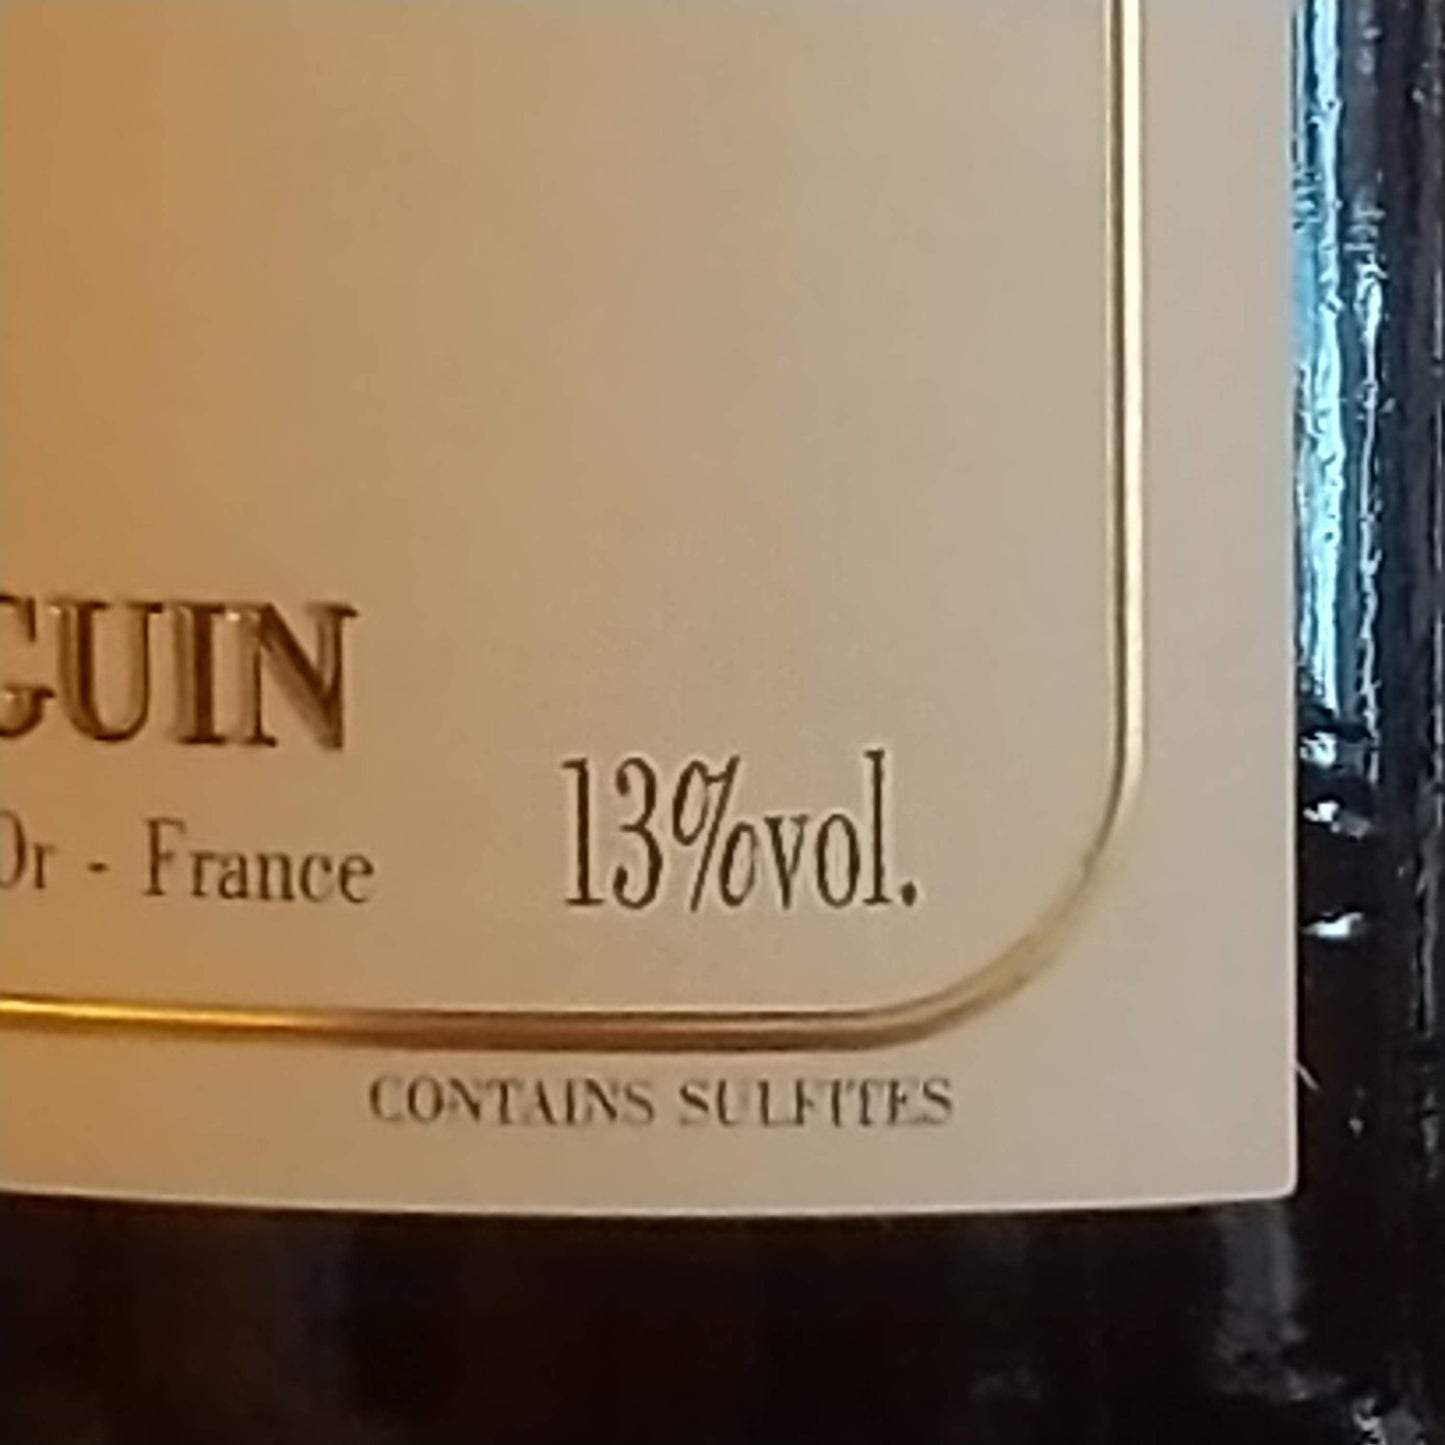 GUIN
Or - France
13%vol.
CONTAINS SULFITES